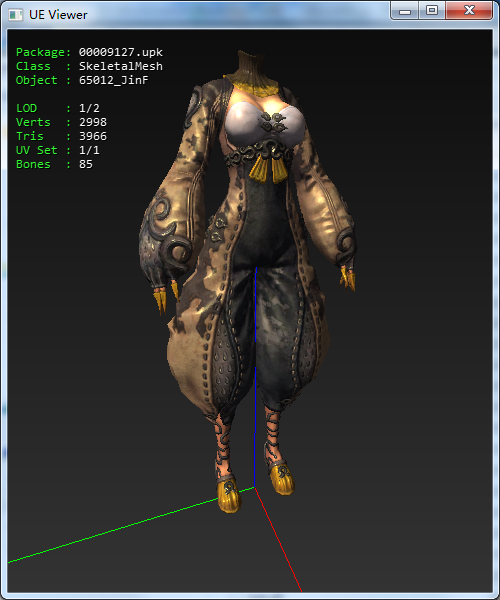 UE Viewer
Package: 00009127.upk
Class  : SkeletalMesh
Object : 65012_JinF
LOD    : 1/2
Verts  : 2998
Tris   : 3966
UV Set : 1/1
Bones  : 85